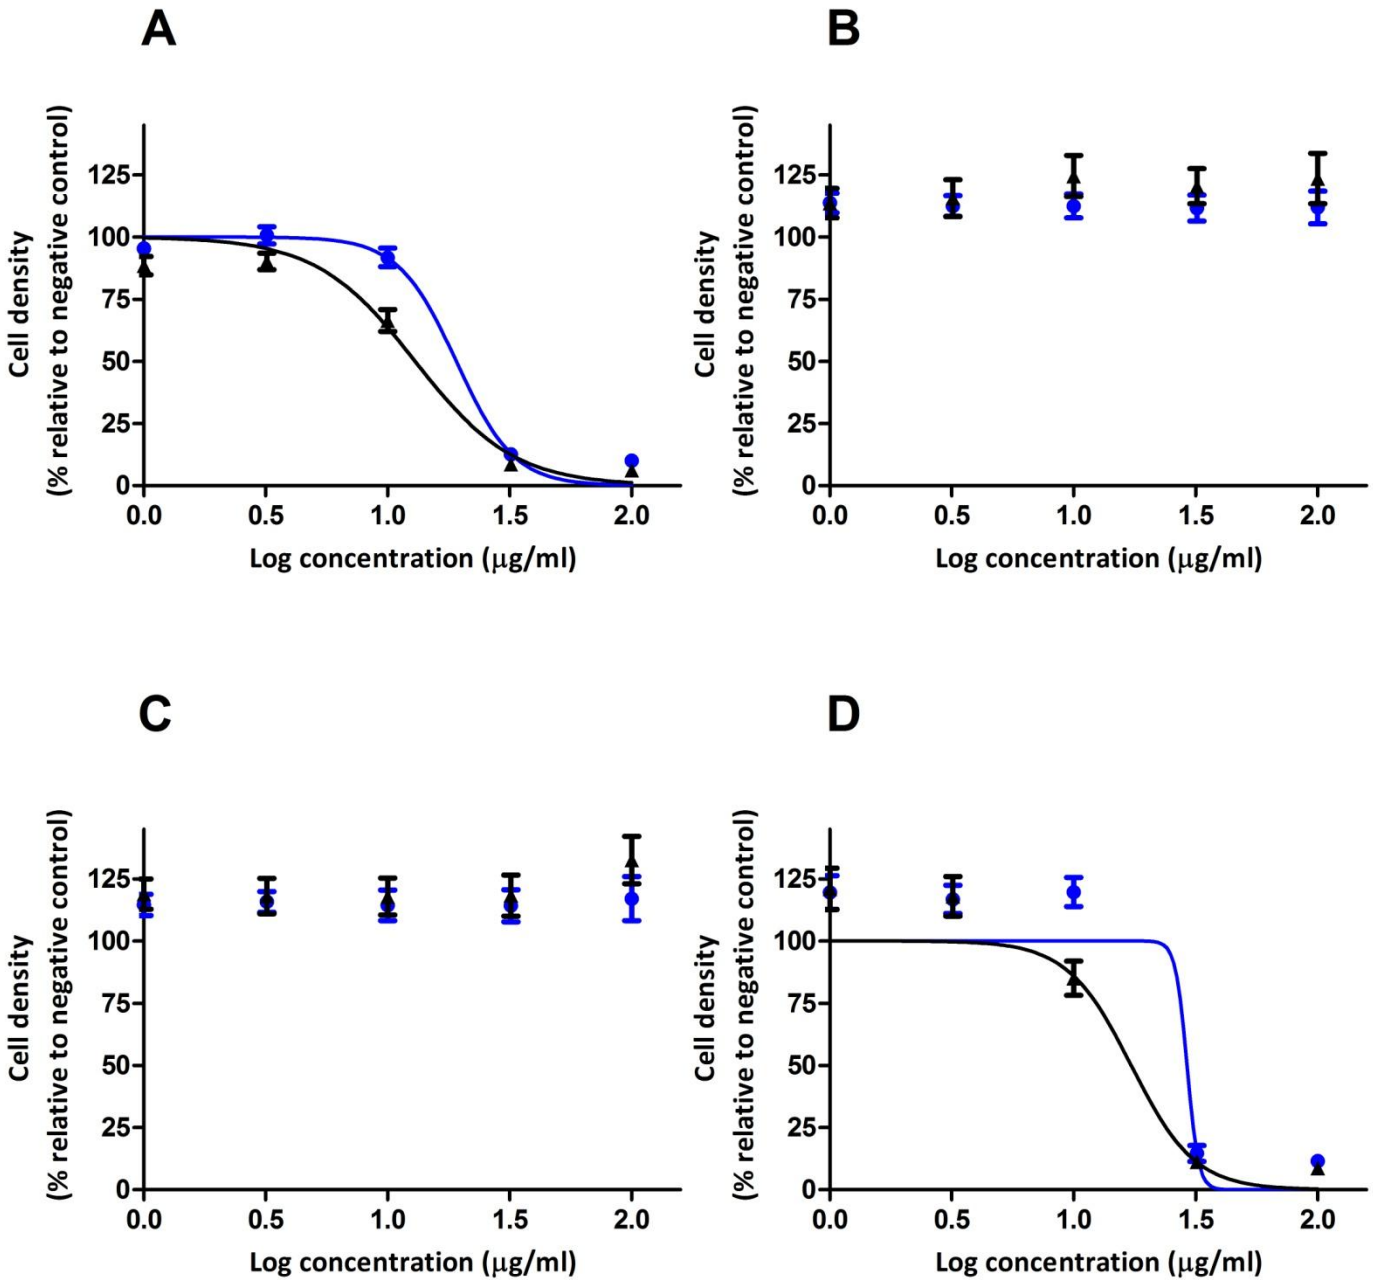 A
Cell density
(% relative to negative control)
125
100
75
50
25
0
0.0 0.5 1.0 1.5 2.0
Log concentration (μg/ml)
B
Cell density
(% relative to negative control)
125
100
75
50
25
0
0.0 0.5 1.0 1.5 2.0
Log concentration (μg/ml)
C
Cell density
(% relative to negative control)
125
100
75
50
25
0
0.0 0.5 1.0 1.5 2.0
Log concentration (μg/ml)
D
Cell density
(% relative to negative control)
125
100
75
50
25
0
0.0 0.5 1.0 1.5 2.0
Log concentration (μg/ml)